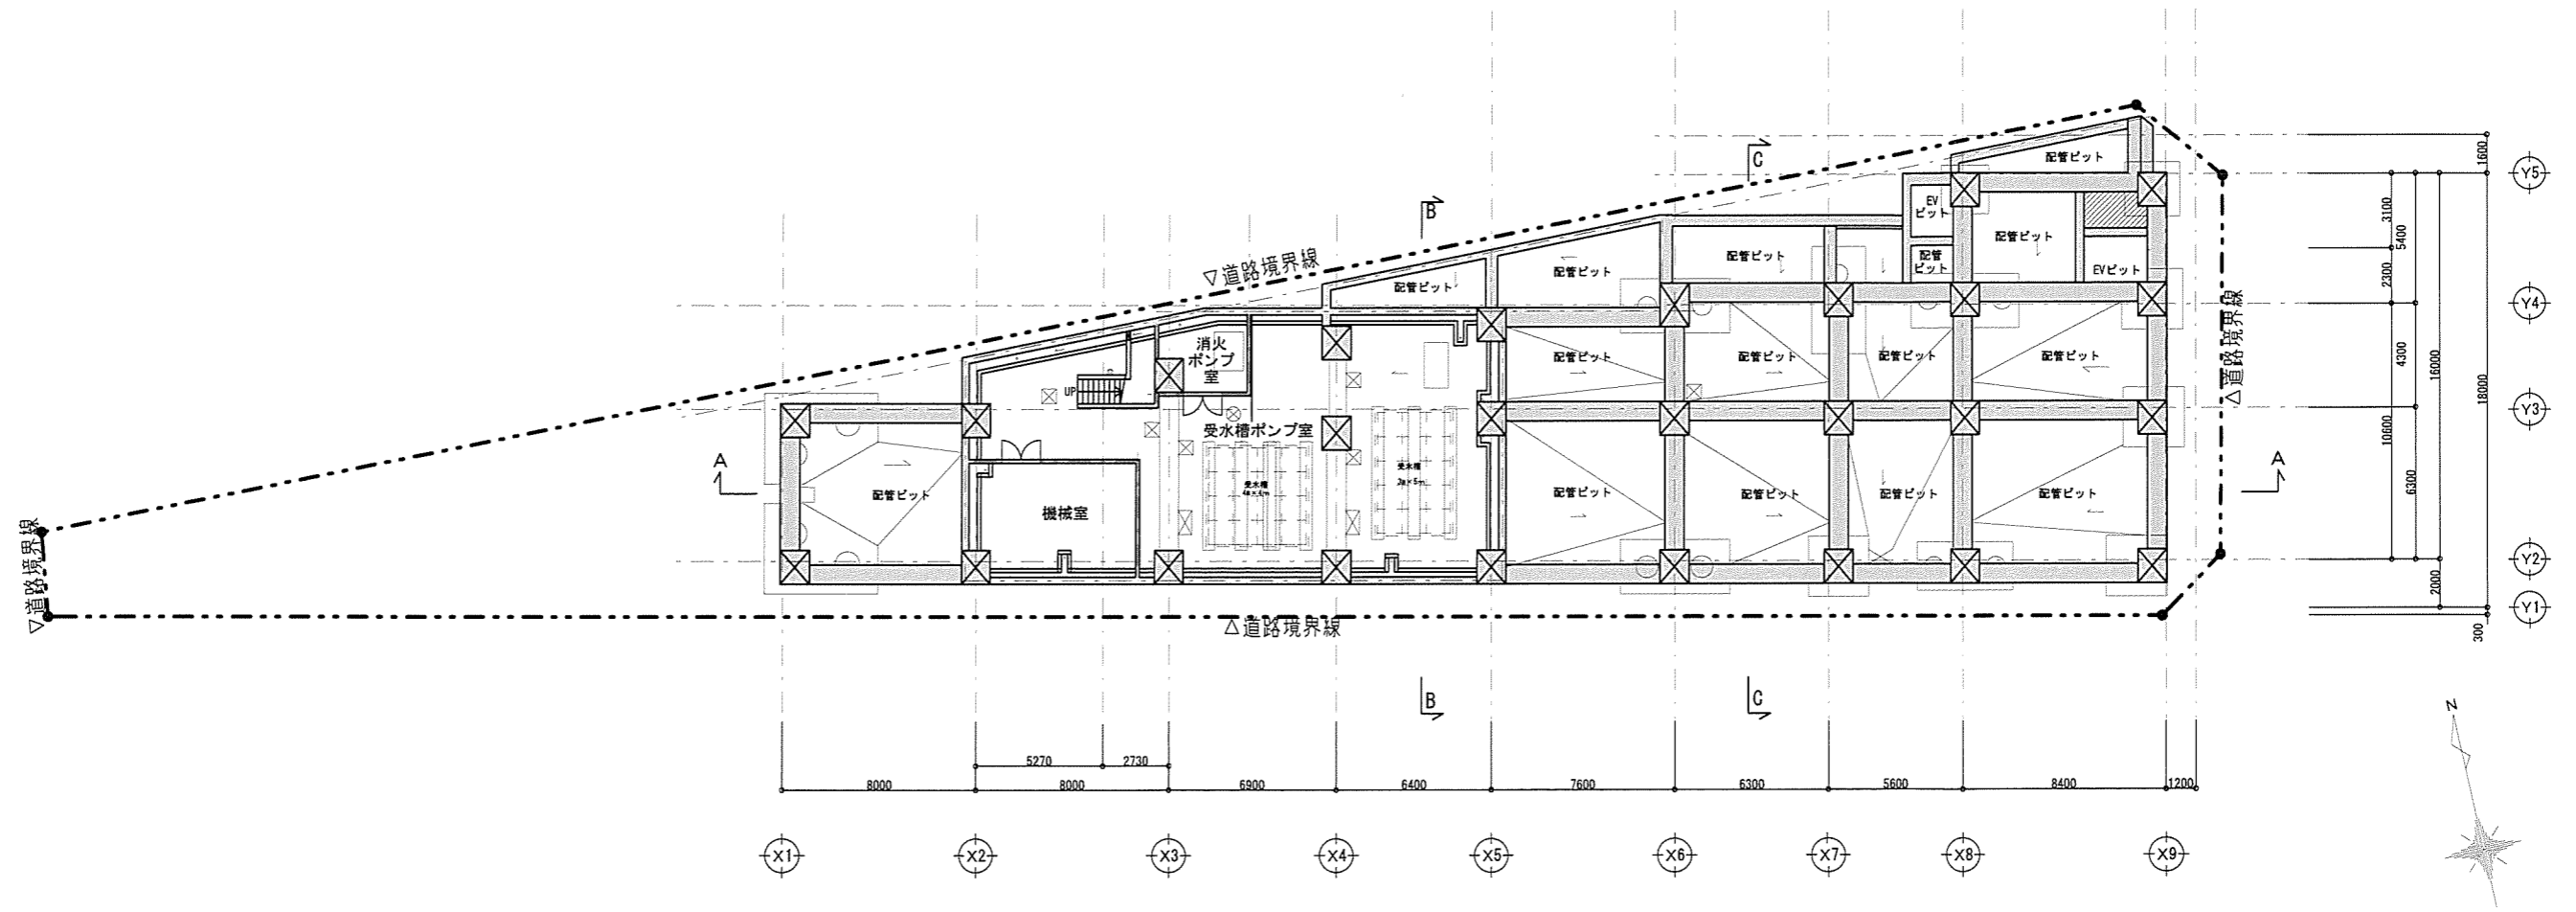 C
B
▽道路境界線
配管ピット
EV
ピット
配管ピット
配管
ピット
EVピット
配管ピット
配管ピット
配管ピット
消火
ポンプ
室
UP
配管ピット
配管ピット
配管ピット
配管ピット
受水槽ポンプ室
A
配管ピット
機械室
受水槽
受水槽
配管ピット
配管ピット
配管ピット
配管ピット
A
▽道路境界線
△道路境界線
△道路境界線
B
C
1600
3100
5400
2300
4300
16000
18000
10600
6300
2000
300
Y5
Y4
Y3
Y2
Y1
N
5270
2730
8000
8000
6900
6400
7600
6300
5600
8400
1200
X1
X2
X3
X4
X5
X6
X7
X8
X9